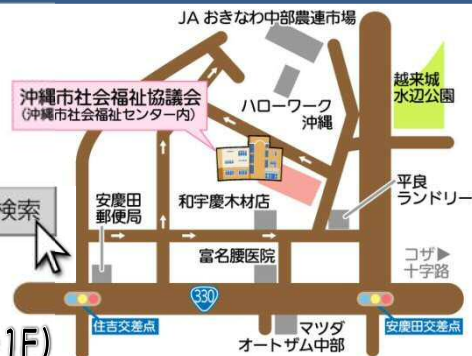 JA おきなわ中部農連市場
越来城
水辺公園
沖縄市社会福祉協議会
(沖縄市社会福祉センター内)
ハローワーク
沖縄
平良
ランドリー
検索
安慶田
郵便局
和宇慶木材店
富名腰医院
コザ▶
十字路
330
住吉交差点
安慶田交差点
マツダ
オートザム中部
1F)